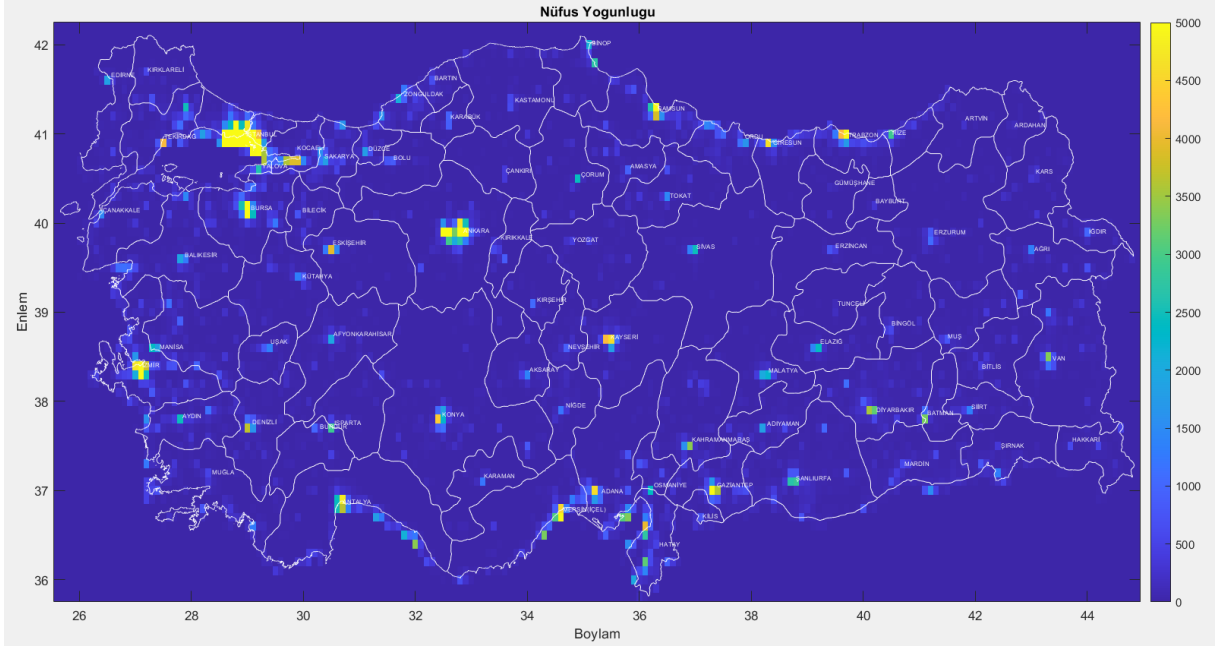 Nüfus Yogunlugu
Enlem
42
41
40
39
38
37
36
26
28
30
32
34
36
38
40
42
44
Boylam
5000
4500
4000
3500
3000
2500
2000
1500
1000
500
0
SİNOP
EDİRNE
KIRKLARELİ
BARTIN
ZONGULDAK
KASTAMONU
KARABÜK
SAMSUN
ARTVİN
ARDAHAN
TEKİRDAĞ
İSTANBUL
KOCAELİ
YALOVA
SAKARYA
DÜZCE
BOLU
ORDU
GİRESUN
TRABZON
RİZE
ÇANKIRI
ÇORUM
AMASYA
TOKAT
GÜMÜŞHANE
BAYBURT
KARS
ÇANAKKALE
BURSA
BİLECİK
ANKARA
KIRIKKALE
YOZGAT
SİVAS
ERZİNCAN
ERZURUM
AĞRI
IĞDIR
ESKİŞEHİR
BALIKESİR
KÜTAHYA
KIRŞEHİR
TUNCELİ
BİNGÖL
MUŞ
MANİSA
UŞAK
AFYONKARAHİSAR
NEVŞEHİR
KAYSERİ
ELAZIĞ
BİTLİS
VAN
İZMİR
AKSARAY
MALATYA
AYDIN
DENİZLİ
BURDUR
ISPARTA
KONYA
NİĞDE
KAHRAMANMARAŞ
ADIYAMAN
DİYARBAKIR
BATMAN
SİİRT
ŞIRNAK
HAKKARİ
MUĞLA
ANTALYA
KARAMAN
MERSİN(İÇEL)
ADANA
OSMANİYE
GAZİANTEP
KİLİS
ŞANLIURFA
MARDİN
HATAY